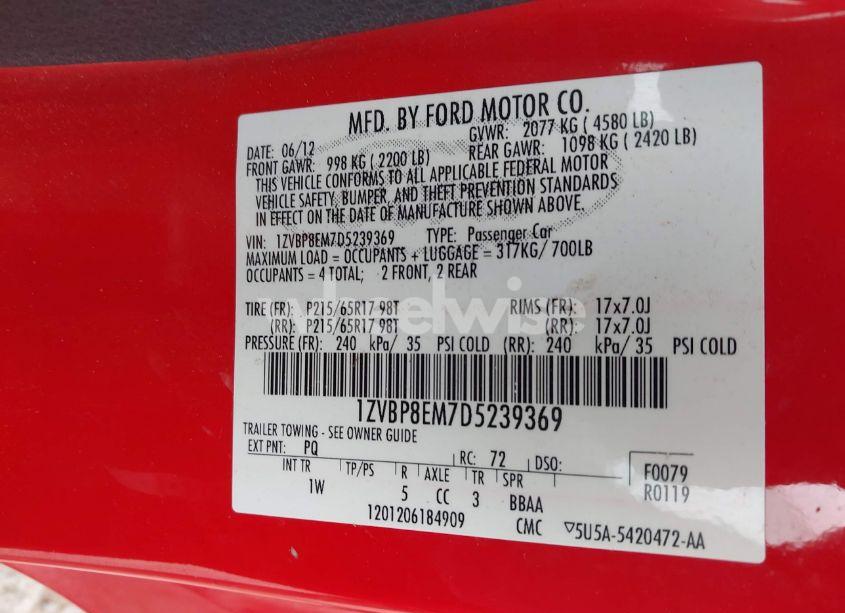 MFD. BY FORD MOTOR CO.
DATE: 06/12 GVWR: 2077 KG ( 4580 LB)
FRONT GAWR: 998 KG ( 2200 LB) REAR GAWR: 1098 KG ( 2420 LB)
THIS VEHICLE CONFORMS TO ALL APPLICABLE FEDERAL MOTOR
VEHICLE SAFETY, BUMPER, AND THEFT PREVENTION STANDARDS
IN EFFECT ON THE DATE OF MANUFACTURE SHOWN ABOVE.
VIN: 1ZVBP8EM7D5239369 TYPE: Passenger Car
MAXIMUM LOAD = OCCUPANTS + LUGGAGE = 317KG/ 700LB
OCCUPANTS = 4 TOTAL; 2 FRONT, 2 REAR
wheelwise
TIRE (FR): P215/65R17 98T RIMS (FR): 17x7.0J
(RR): P215/65R17 98T (RR): 17x7.0J
PRESSURE (FR): 240 kPa/ 35 PSI COLD (RR): 240 kPa/ 35 PSI COLD
1ZVBP8EM7D5239369
TRAILER TOWING - SEE OWNER GUIDE
EXT PNT: PQ RC: 72 DSO: F0079
INT TR TP/PS R AXLE TR SPR R0119
1W 5 CC 3 BBAA
1201206184909 CMC ▽5U5A-5420472-AA